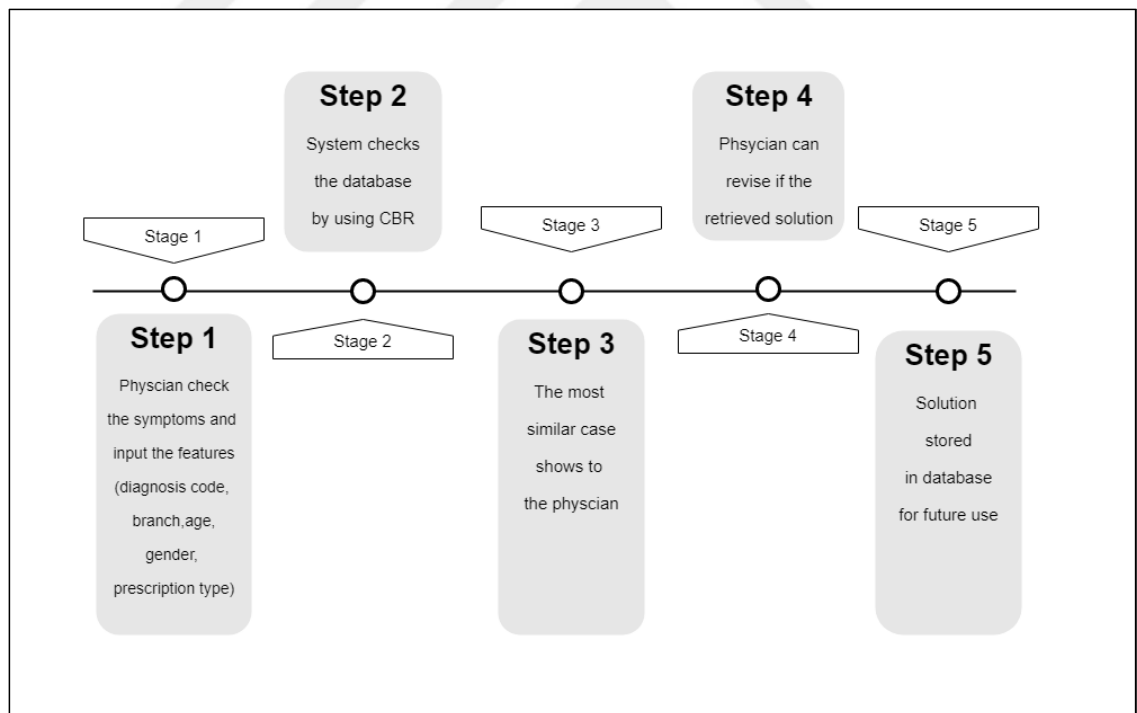 Stage 1
Step 1
Physcian check
the symptoms and
input the features
(diagnosis code,
branch,age,
gender,
prescription type)
Step 2
System checks
the database
by using CBR
Stage 2
Stage 3
Step 3
The most
similar case
shows to
the physcian
Step 4
Phsycian can
revise if the
retrieved solution
Stage 4
Stage 5
Step 5
Solution
stored
in database
for future use